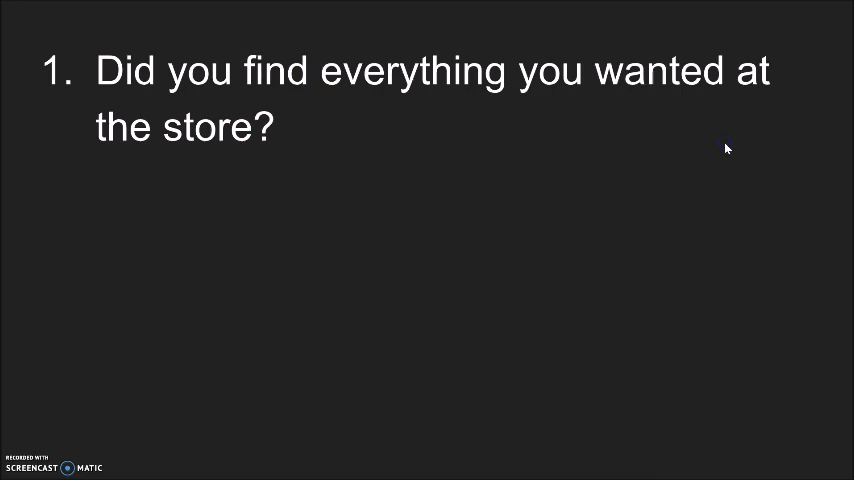 1. Did you find everything you wanted at
the store?
RECORDED WITH
SCREENCAST MATIC